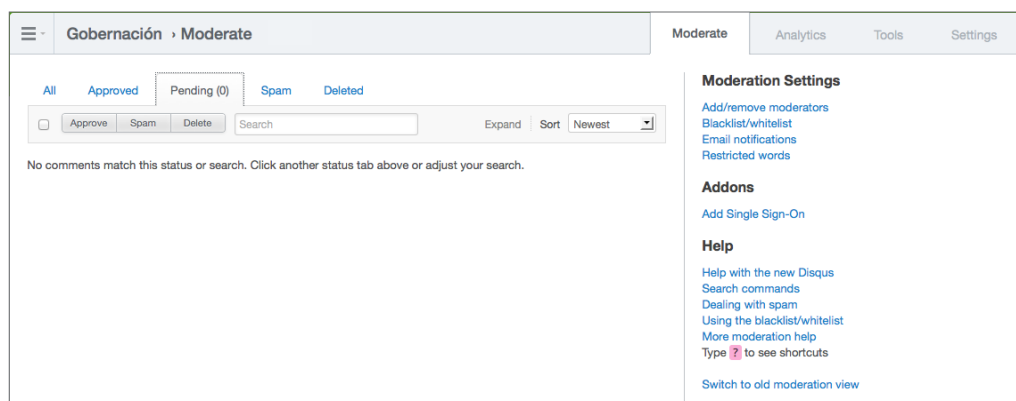 Gobernación › Moderate
Moderate Analytics Tools Settings
All Approved Pending (0) Spam Deleted
Approve Spam Delete Search Expand Sort Newest
No comments match this status or search. Click another status tab above or adjust your search.
Moderation Settings
Add/remove moderators
Blacklist/whitelist
Email notifications
Restricted words
Addons
Add Single Sign-On
Help
Help with the new Disqus
Search commands
Dealing with spam
Using the blacklist/whitelist
More moderation help
Type ? to see shortcuts
Switch to old moderation view